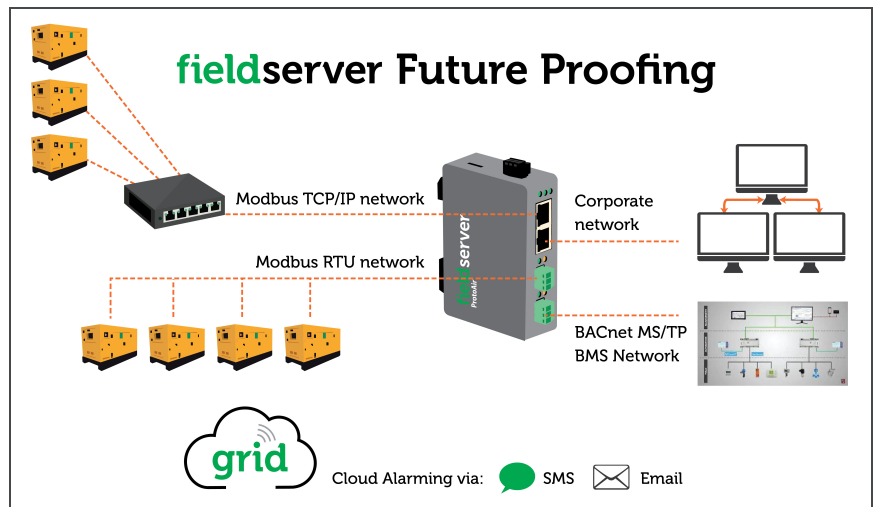 fieldserver Future Proofing
Modbus TCP/IP network
Corporate
network
Modbus RTU network
fieldserver
ProtoAir
BACnet MS/TP
BMS Network
grid
Cloud Alarming via:
SMS
Email